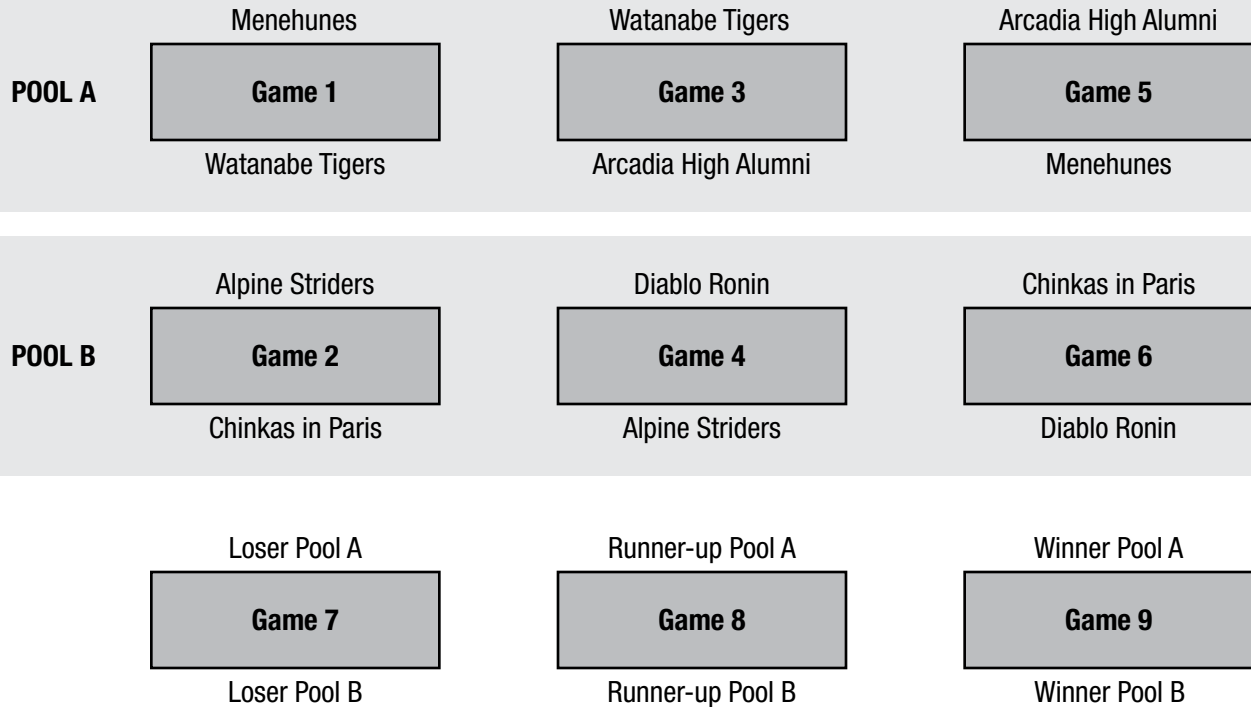 Menehunes Watanabe Tigers Arcadia High Alumni
POOL A Game 1 Game 3 Game 5
Watanabe Tigers Arcadia High Alumni Menehunes
Alpine Striders Diablo Ronin Chinkas in Paris
POOL B Game 2 Game 4 Game 6
Chinkas in Paris Alpine Striders Diablo Ronin
Loser Pool A Runner-up Pool A Winner Pool A
Game 7 Game 8 Game 9
Loser Pool B Runner-up Pool B Winner Pool B